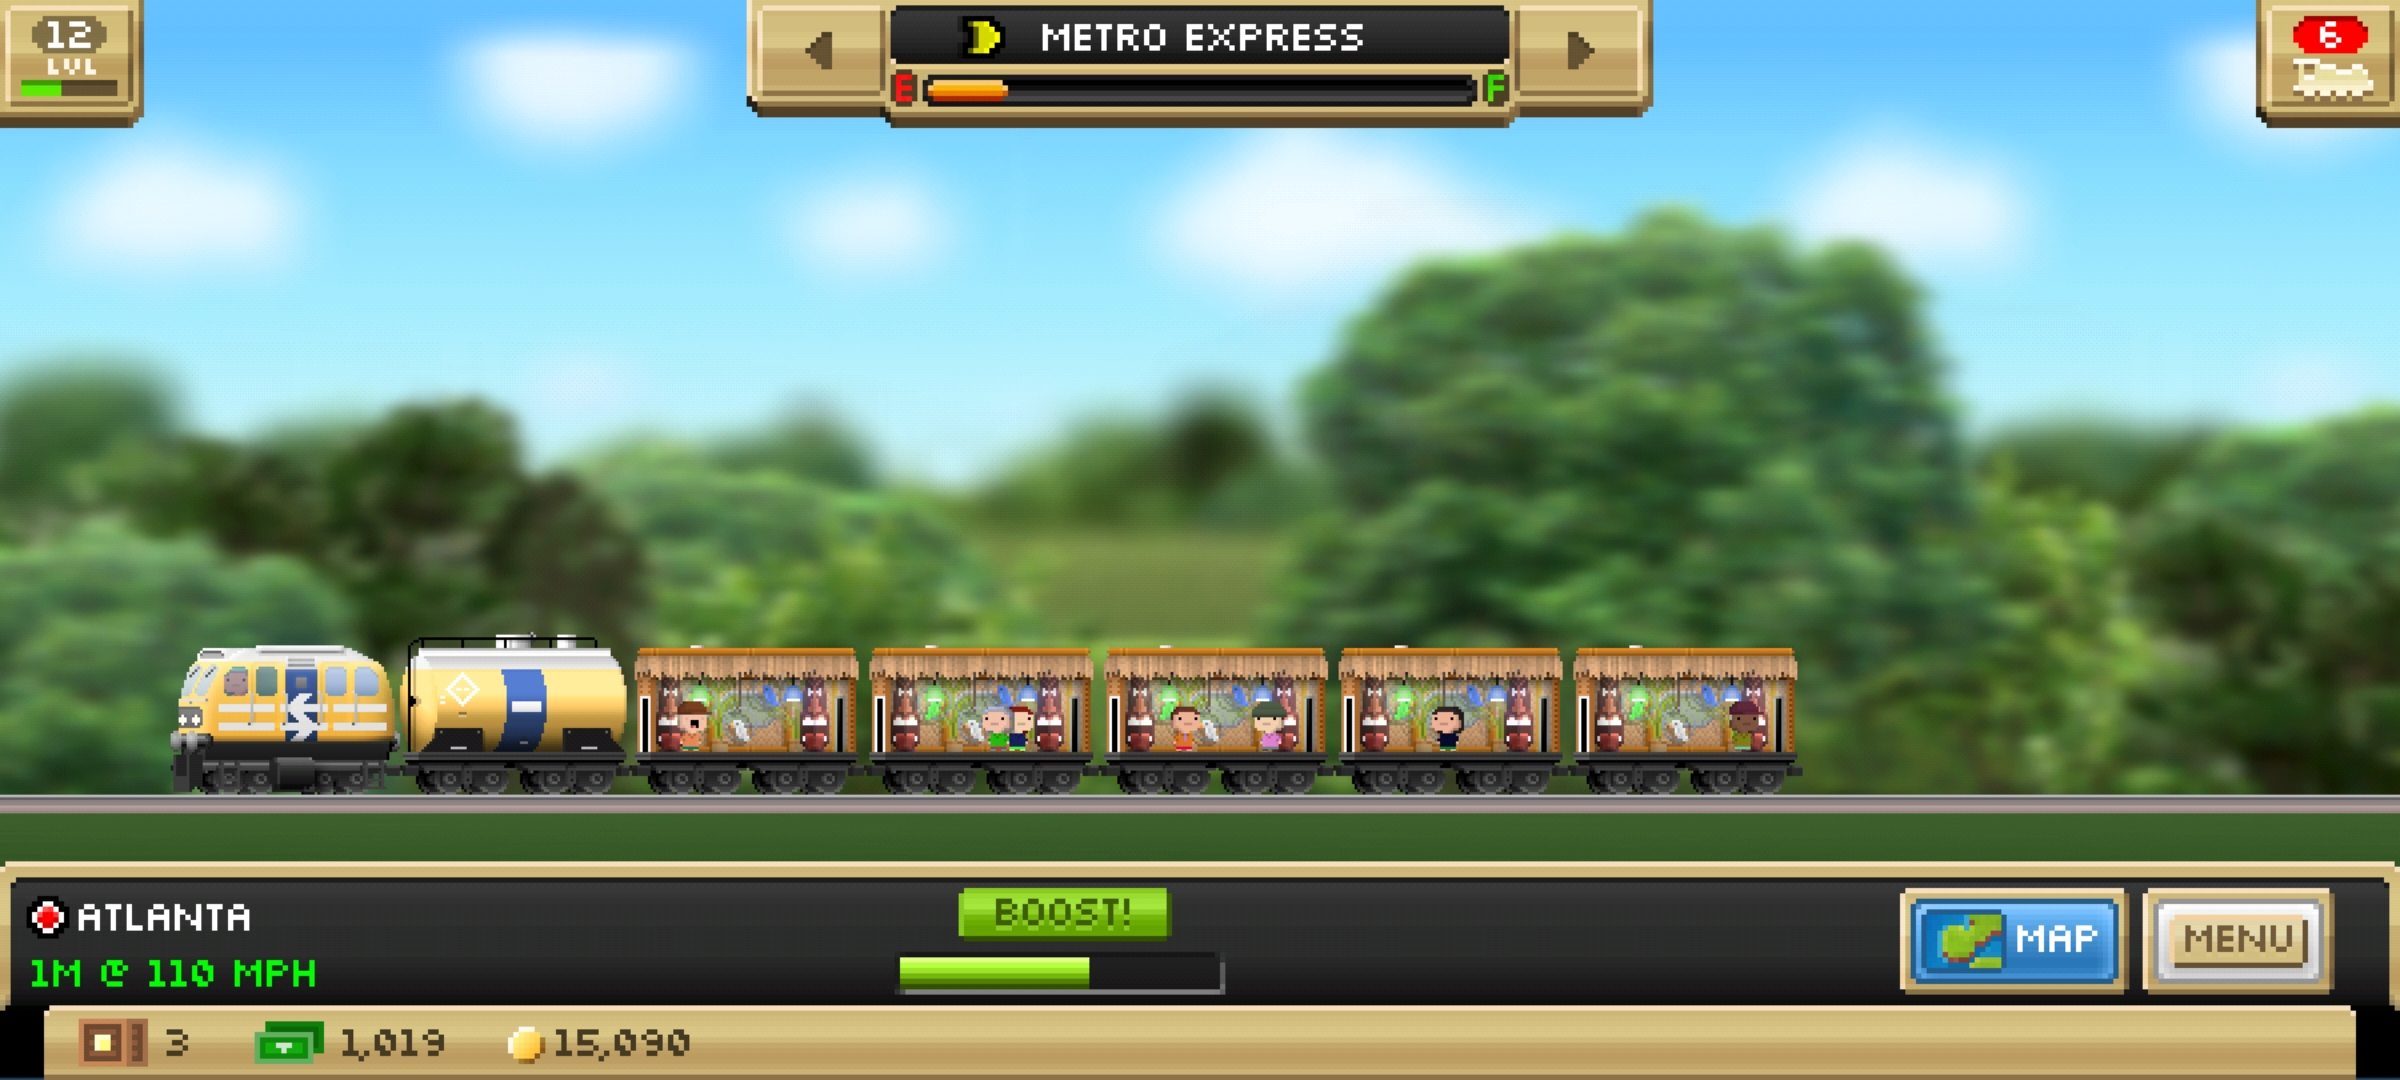 12
LVL
METRO EXPRESS
E F
6
ATLANTA
1M @ 110 MPH
BOOST!
MAP
MENU
3
1,019
15,090